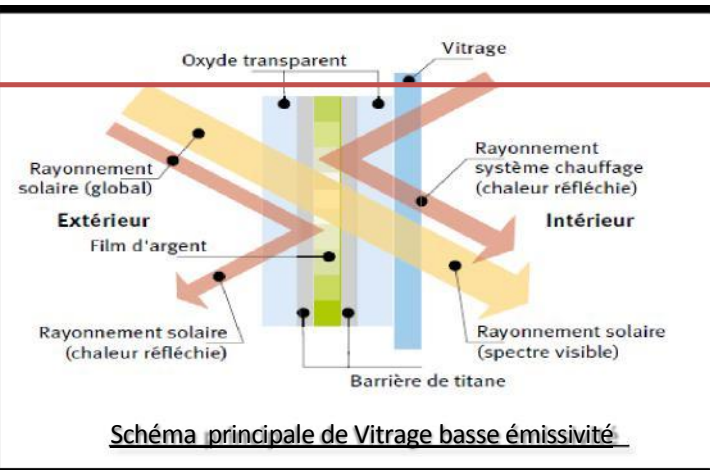 Vitrage
Oxyde transparent
Rayonnement
solaire (global)
Rayonnement
système chauffage
(chaleur réfléchie)
Extérieur
Intérieur
Film d'argent
Rayonnement solaire
(chaleur réfléchie)
Rayonnement solaire
(spectre visible)
Barrière de titane
Schéma principale de Vitrage basse émissivité